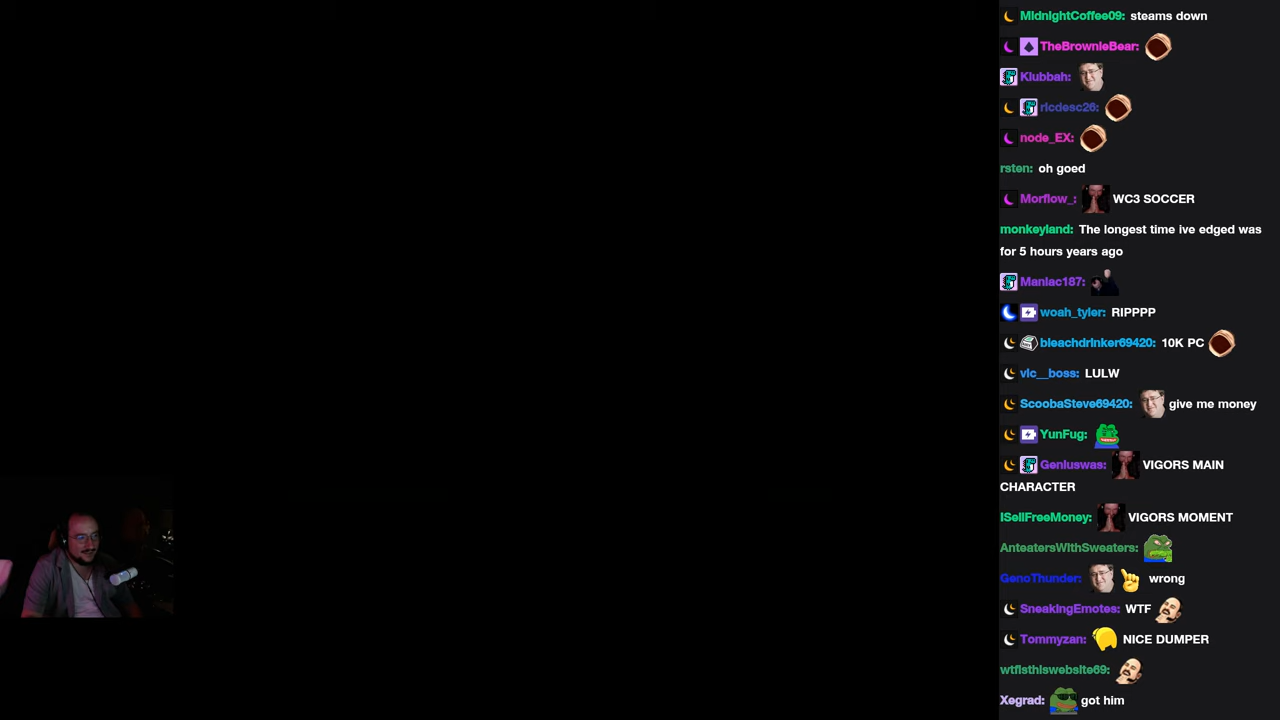 MidnightCoffee09: steams down
TheBrownieBear:
Klubbah:
ricdesc26:
node_EX:
rsten: oh goed
Morflow_: WC3 SOCCER
monkeyland: The longest time ive edged was
for 5 hours years ago
Maniac187:
woah_tyler: RIPPPP
bleachdrinker69420: 10K PC
vic__boss: LULW
ScoobaSteve69420: give me money
YunFug:
Geniuswas: VIGORS MAIN
CHARACTER
ISellFreeMoney: VIGORS MOMENT
AnteatersWithSweaters:
GenoThunder: wrong
SneakingEmotes: WTF
Tommyzan: NICE DUMPER
wtfisthiswebsite69:
Xegrad: got him